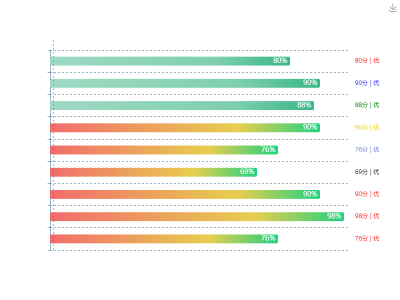 80% 80分 | 优
90% 90分 | 优
88% 88分 | 优
90% 90分 | 优
76% 76分 | 优
69% 69分 | 优
90% 90分 | 优
98% 98分 | 优
76% 76分 | 优